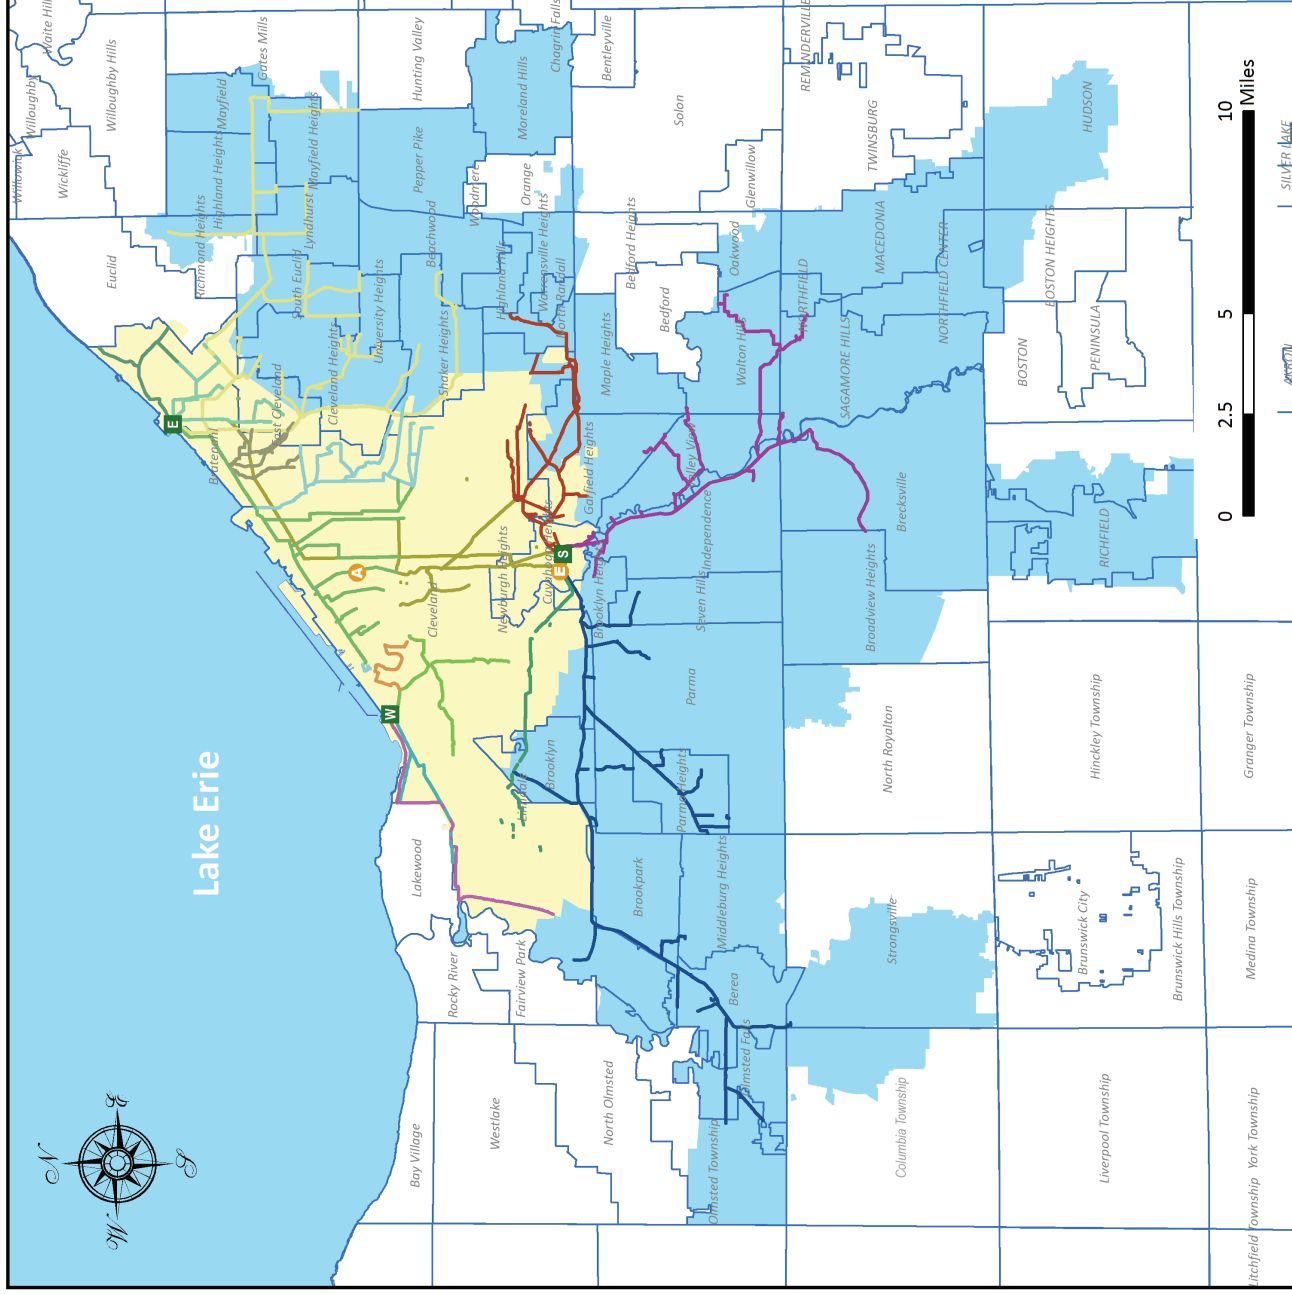 Lake Erie
N
E
S
W
Waite Hill
Willoughby Hills
Willoughby
Willowick
Wickliffe
Euclid
Gates Mills
Mayfield
Highland Heights
Richmond Heights
Mayfield Heights
Lyndhurst
South Euclid
Hunting Valley
Pepper Pike
Beachwood
University Heights
Cleveland Heights
East Cleveland
Bratenahl
E
Chagrin Falls
Moreland Hills
Bentleyville
Woodmere
Orange
Shaker Heights
Highland Hills
Warrensville Heights
North Randall
Solon
Bedford Heights
Bedford
Maple Heights
Garfield Heights
Glenwillow
Oakwood
Walton Hills
Valley View
REMINDERVILLE
TWINSBURG
MACEDONIA
NORTHFIELD
NORTHFIELD CENTER
SAGAMORE HILLS
HUDSON
BOSTON HEIGHTS
BOSTON
PENINSULA
SILVER LAKE
AKRON
A
W
E
S
Cleveland
Newburgh Heights
Cuyahoga Heights
Brooklyn Heights
Independence
Seven Hills
Brecksville
Broadview Heights
RICHFIELD
Linndale
Brooklyn
Parma
Parma Heights
North Royalton
Hinckley Township
Granger Township
Lakewood
Brookpark
Middleburg Heights
Rocky River
Fairview Park
Berea
Strongsville
Brunswick City
Brunswick Hills Township
Medina Township
Bay Village
Westlake
North Olmsted
Olmsted Falls
Olmsted Township
Columbia Township
Liverpool Township
York Township
Litchfield Township
0
2.5
5
10
Miles